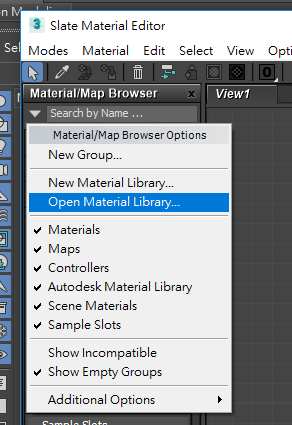 Slate Material Editor
Modes Material Edit Select View
Material/Map Browser x View1
Search by Name ...
Material/Map Browser Options
New Group...
New Material Library...
Open Material Library...
Materials
Maps
Controllers
Autodesk Material Library
Scene Materials
Sample Slots
Show Incompatible
Show Empty Groups
Additional Options
Sample Slots